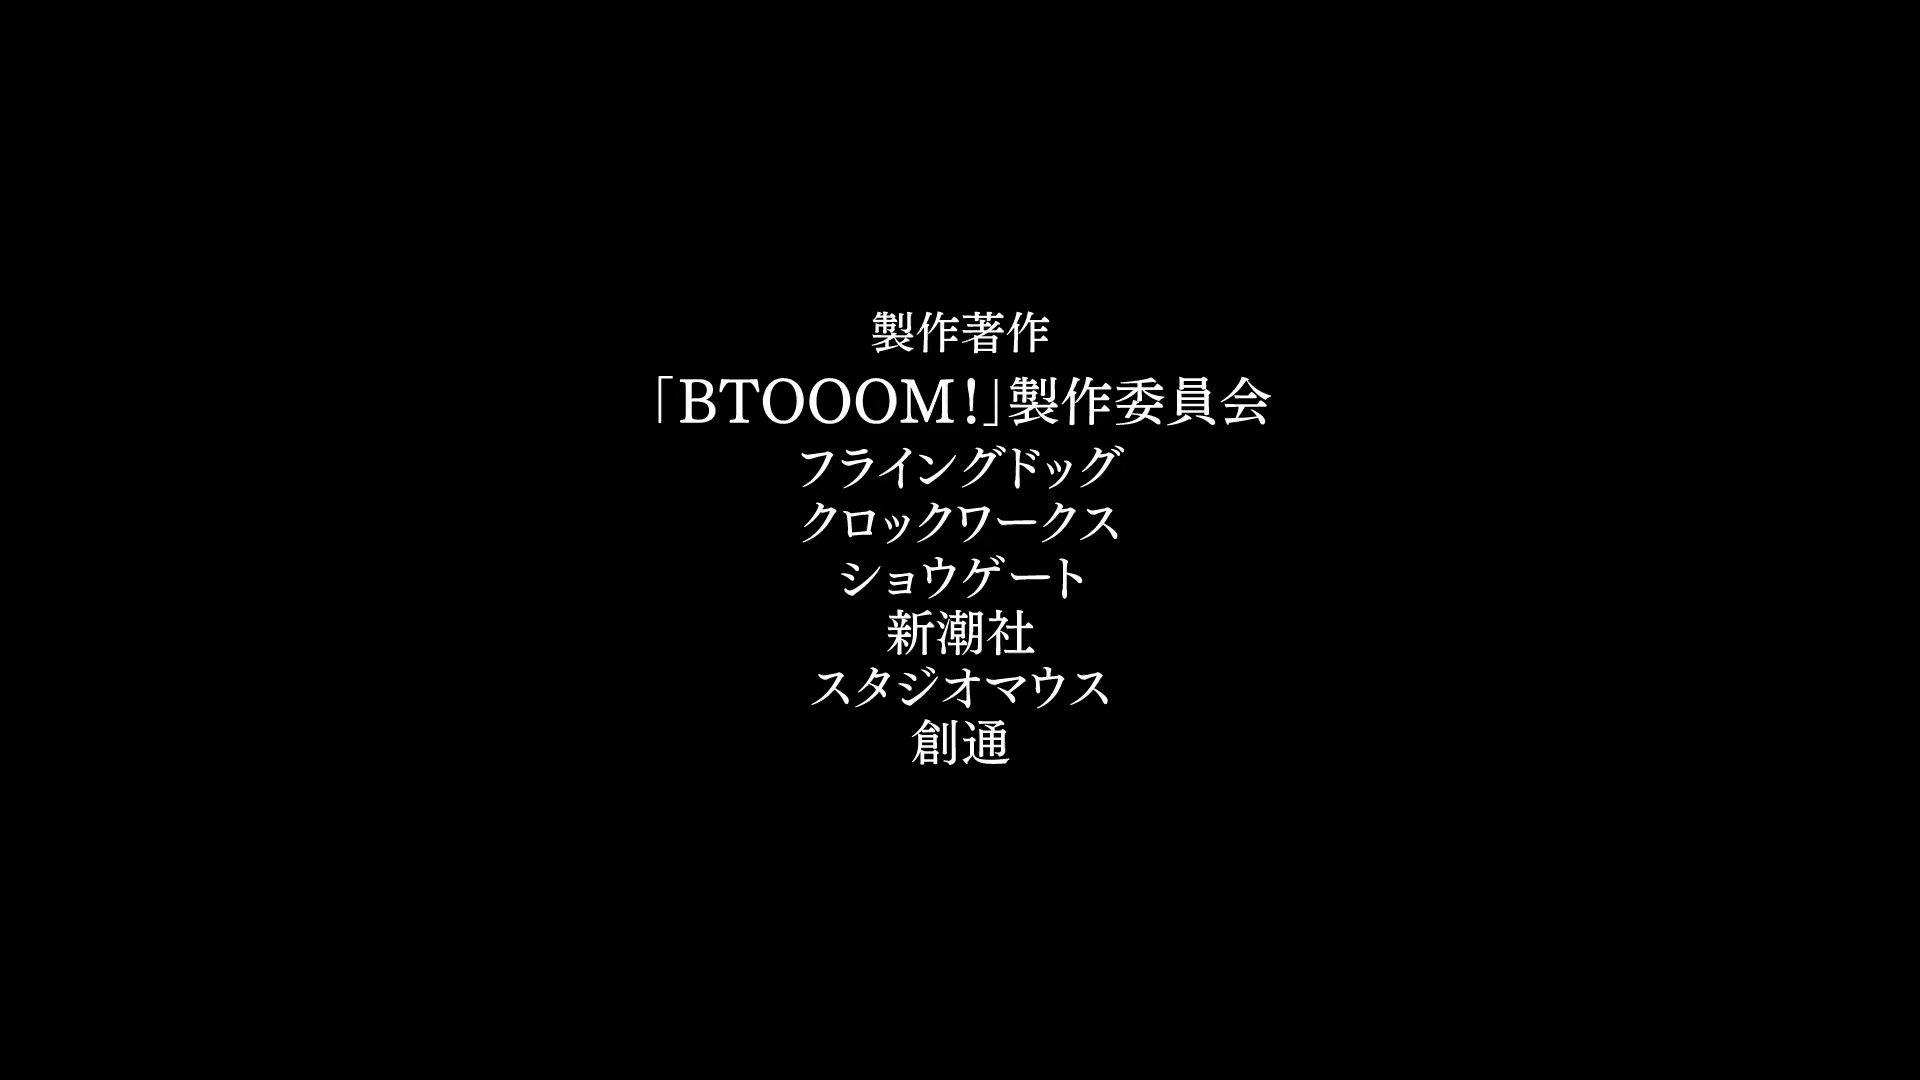 製作著作
「BTOOOM!」製作委員会
フライングドッグ
クロックワークス
ショウゲート
新潮社
スタジオマウス
創通